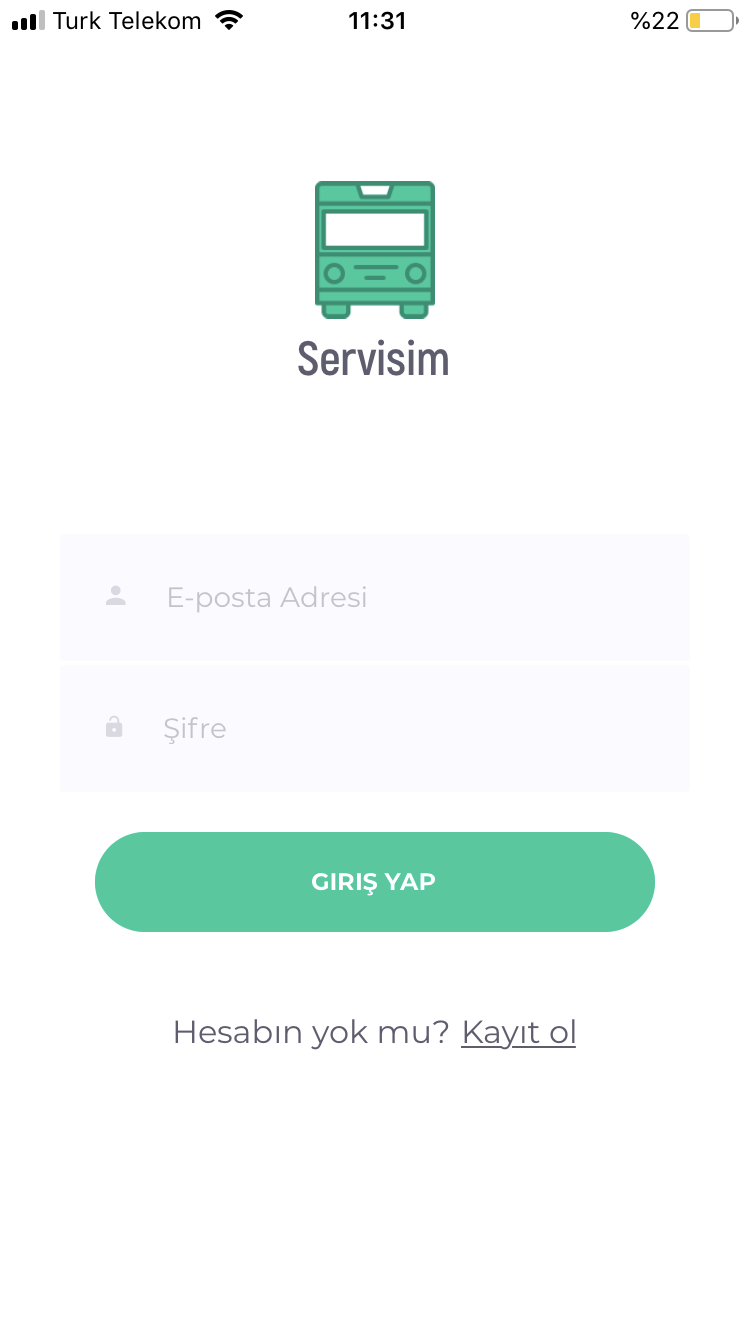 Turk Telekom 11:31 %22
Servisim
E-posta Adresi
Şifre
GIRIŞ YAP
Hesabın yok mu? Kayıt ol